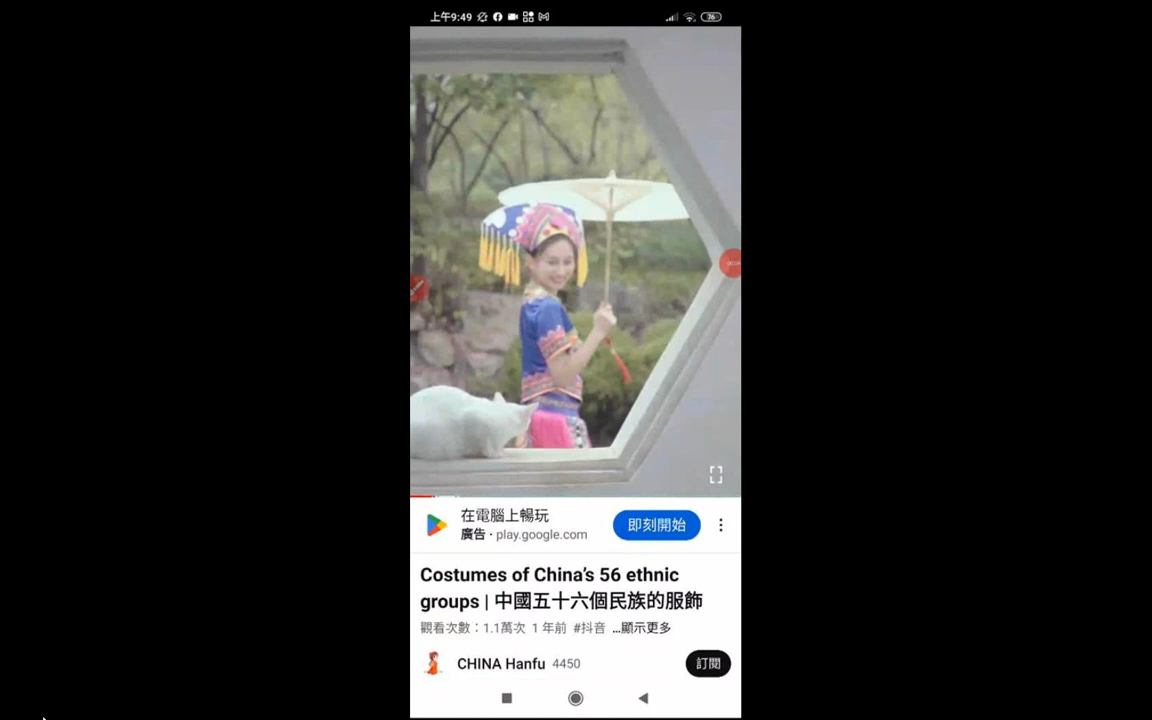 上午9:49
76
在電腦上暢玩
廣告 · play.google.com
即刻開始
Costumes of China's 56 ethnic
groups | 中國五十六個民族的服飾
觀看次數：1.1萬次 1 年前 #抖音 ...顯示更多
CHINA Hanfu 4450
訂閱